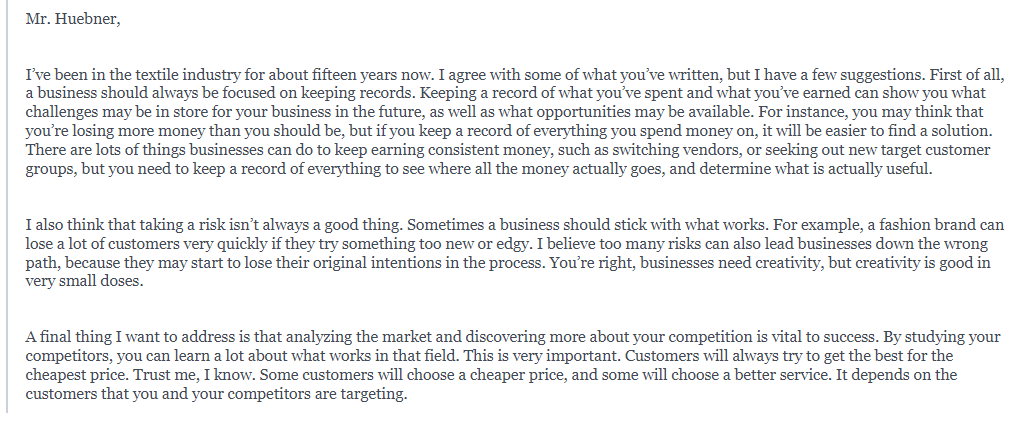 Mr. Huebner,
I’ve been in the textile industry for about fifteen years now. I agree with some of what you’ve written, but I have a few suggestions. First of all,
a business should always be focused on keeping records. Keeping a record of what you’ve spent and what you’ve earned can show you what
challenges may be in store for your business in the future, as well as what opportunities may be available. For instance, you may think that
you’re losing more money than you should be, but if you keep a record of everything you spend money on, it will be easier to find a solution.
There are lots of things businesses can do to keep earning consistent money, such as switching vendors, or seeking out new target customer
groups, but you need to keep a record of everything to see where all the money actually goes, and determine what is actually useful.
I also think that taking a risk isn’t always a good thing. Sometimes a business should stick with what works. For example, a fashion brand can
lose a lot of customers very quickly if they try something too new or edgy. I believe too many risks can also lead businesses down the wrong
path, because they may start to lose their original intentions in the process. You’re right, businesses need creativity, but creativity is good in
very small doses.
A final thing I want to address is that analyzing the market and discovering more about your competition is vital to success. By studying your
competitors, you can learn a lot about what works in that field. This is very important. Customers will always try to get the best for the
cheapest price. Trust me, I know. Some customers will choose a cheaper price, and some will choose a better service. It depends on the
customers that you and your competitors are targeting.